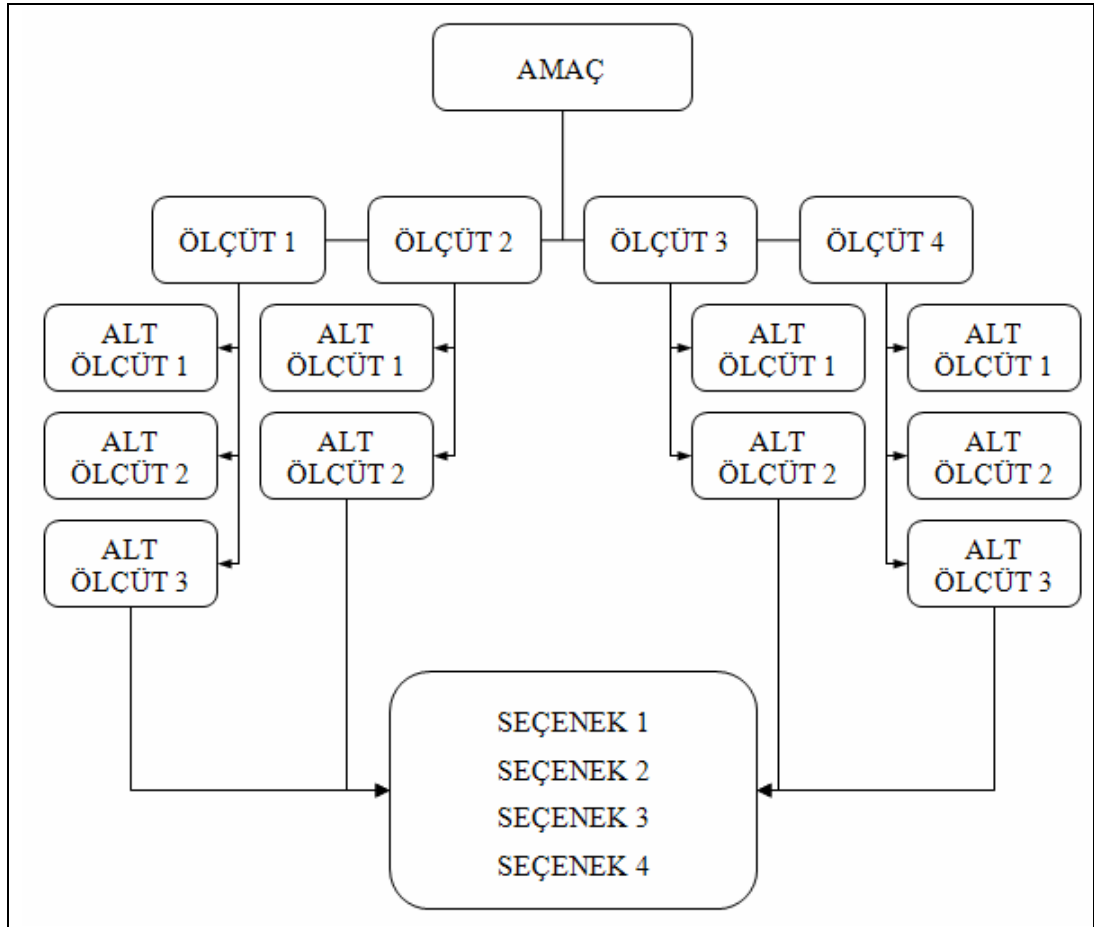 AMAÇ
ÖLÇÜT 1
ÖLÇÜT 2
ÖLÇÜT 3
ÖLÇÜT 4
ALT
ÖLÇÜT 1
ALT
ÖLÇÜT 1
ALT
ÖLÇÜT 1
ALT
ÖLÇÜT 1
ALT
ÖLÇÜT 2
ALT
ÖLÇÜT 2
ALT
ÖLÇÜT 2
ALT
ÖLÇÜT 2
ALT
ÖLÇÜT 3
ALT
ÖLÇÜT 3
SEÇENEK 1
SEÇENEK 2
SEÇENEK 3
SEÇENEK 4